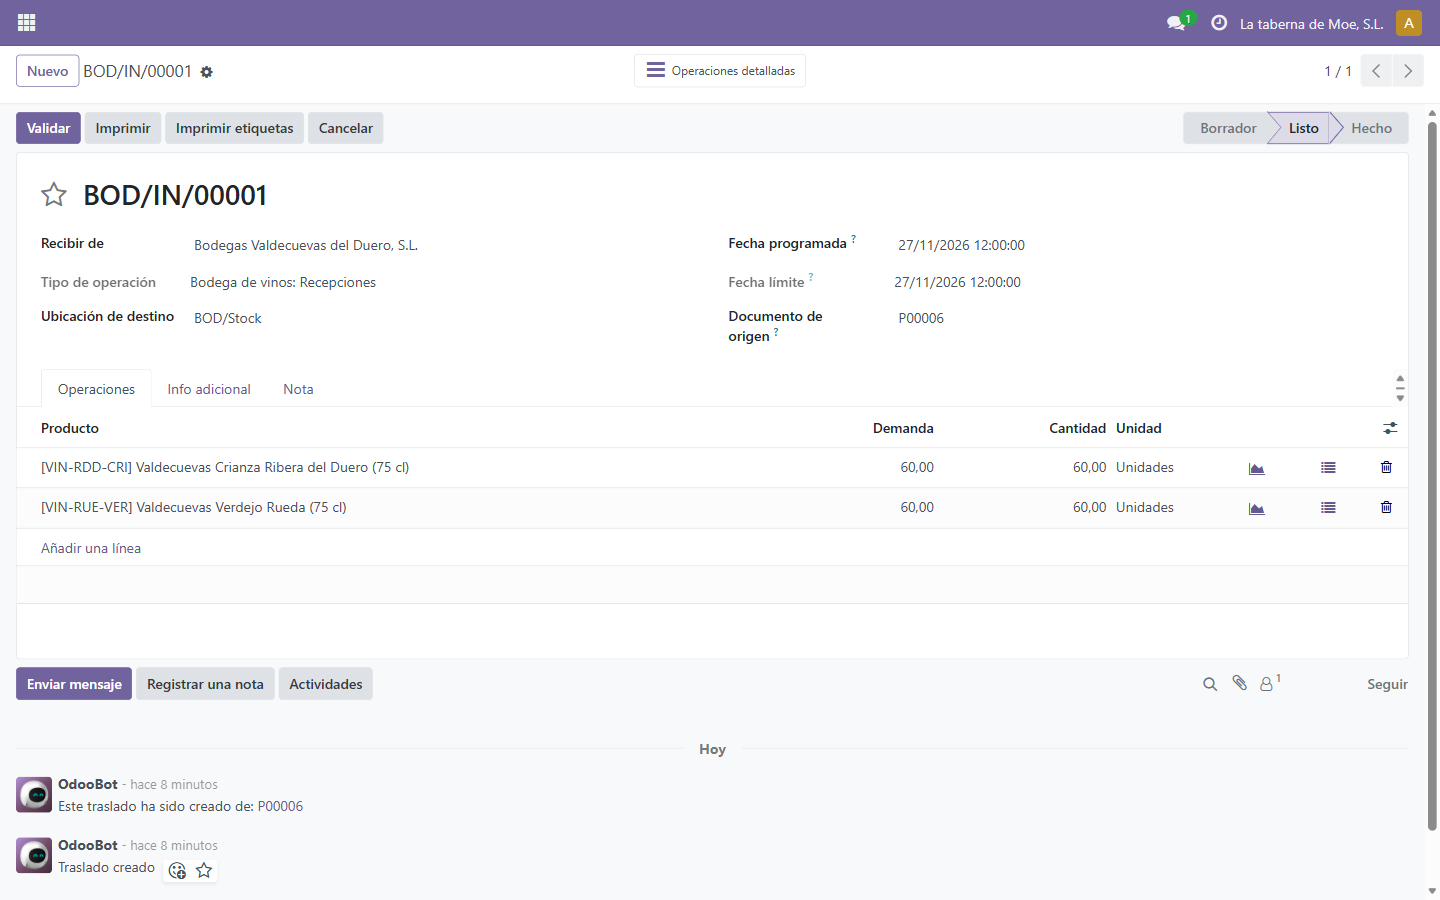 1
La taberna de Moe, S.L.
A
Nuevo
BOD/IN/00001
Operaciones detalladas
1 / 1
Validar
Imprimir
Imprimir etiquetas
Cancelar
Borrador
Listo
Hecho
BOD/IN/00001
Recibir de
Bodegas Valdecuevas del Duero, S.L.
Fecha programada ?
27/11/2026 12:00:00
Tipo de operación
Bodega de vinos: Recepciones
Fecha límite ?
27/11/2026 12:00:00
Ubicación de destino
BOD/Stock
Documento de origen ?
P00006
Operaciones
Info adicional
Nota
Producto
Demanda
Cantidad
Unidad
[VIN-RDD-CRI] Valdecuevas Crianza Ribera del Duero (75 cl)
60,00
60,00
Unidades
[VIN-RUE-VER] Valdecuevas Verdejo Rueda (75 cl)
60,00
60,00
Unidades
Añadir una línea
Enviar mensaje
Registrar una nota
Actividades
1
Seguir
Hoy
OdooBot - hace 8 minutos
Este traslado ha sido creado de: P00006
OdooBot - hace 8 minutos
Traslado creado